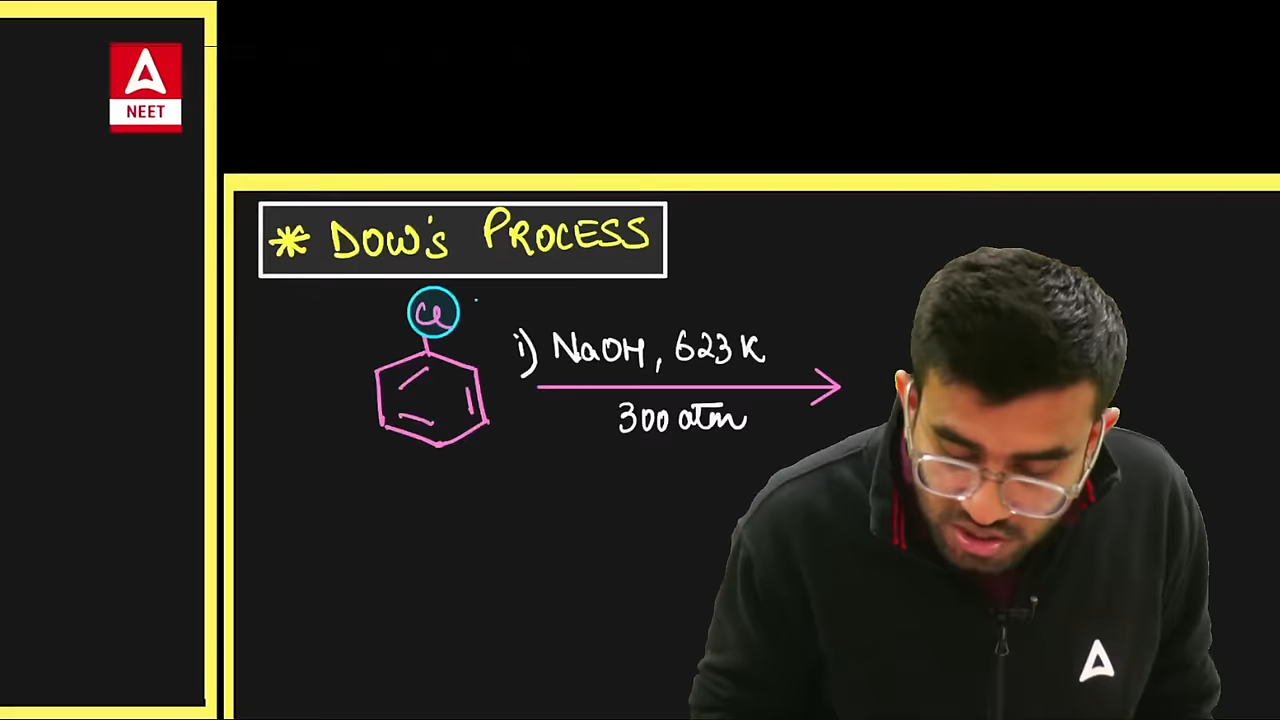 NEET
* DOW'S PROCESS
Cl
i) NaOH, 623 K
300 atm